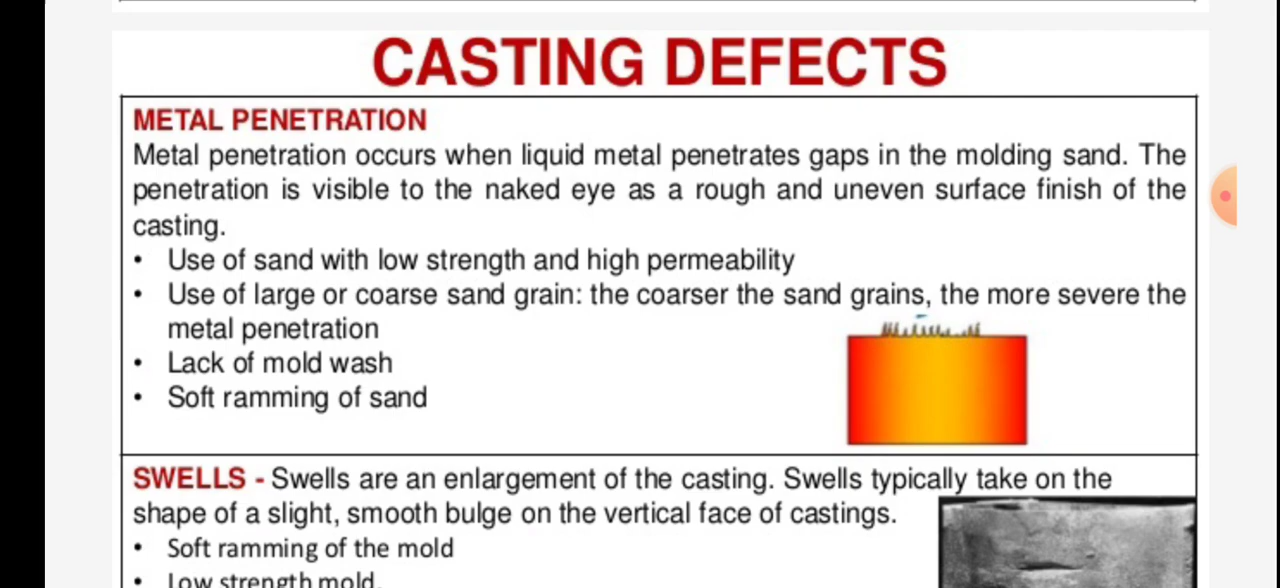 CASTING DEFECTS
METAL PENETRATION
Metal penetration occurs when liquid metal penetrates gaps in the molding sand. The
penetration is visible to the naked eye as a rough and uneven surface finish of the
casting.
• Use of sand with low strength and high permeability
• Use of large or coarse sand grain: the coarser the sand grains, the more severe the
metal penetration
• Lack of mold wash
• Soft ramming of sand
SWELLS - Swells are an enlargement of the casting. Swells typically take on the
shape of a slight, smooth bulge on the vertical face of castings.
• Soft ramming of the mold
• Low strength mold.